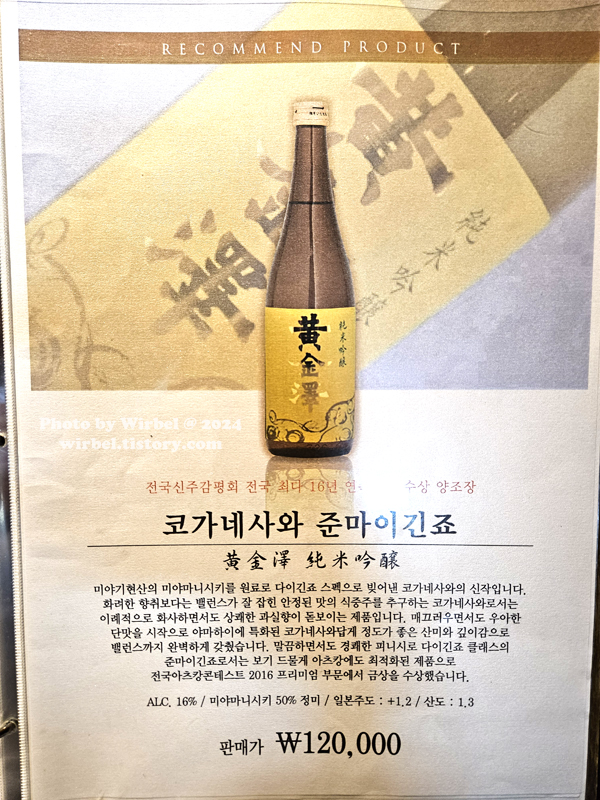 RECOMMEND PRODUCT
黄金澤
純米吟醸
純米吟醸
黄金澤
Photo by Wirbel @ 2024
wirbel.tistory.com
전국신주감평회 전국 최다 16년 연 수상 양조장
코가네사와 준마이긴죠
黄金澤 純米吟醸
미야기현산의 미야마니시키를 원료로 다이긴죠 스펙으로 빚어낸 코가네사와의 신작입니다.
화려한 향취보다는 밸런스가 잘 잡힌 안정된 맛의 식중주를 추구하는 코가네사와로서는
이례적으로 화사하면서도 상쾌한 과실향이 돋보이는 제품입니다. 매끄러우면서도 우아한
단맛을 시작으로 야마하이에 특화된 코가네사와답게 정도가 좋은 산미와 깊이감으로
밸런스까지 완벽하게 갖췄습니다. 말끔하면서도 경쾌한 피니시로 다이긴죠 클래스의
준마이긴죠로서는 보기 드물게 아츠캉에도 최적화된 제품으로
전국아츠캉콘테스트 2016 프리미엄 부문에서 금상을 수상했습니다.
ALC. 16% / 미야마니시키 50% 정미 / 일본주도 : +1.2 / 산도 : 1.3
판매가 ₩120,000